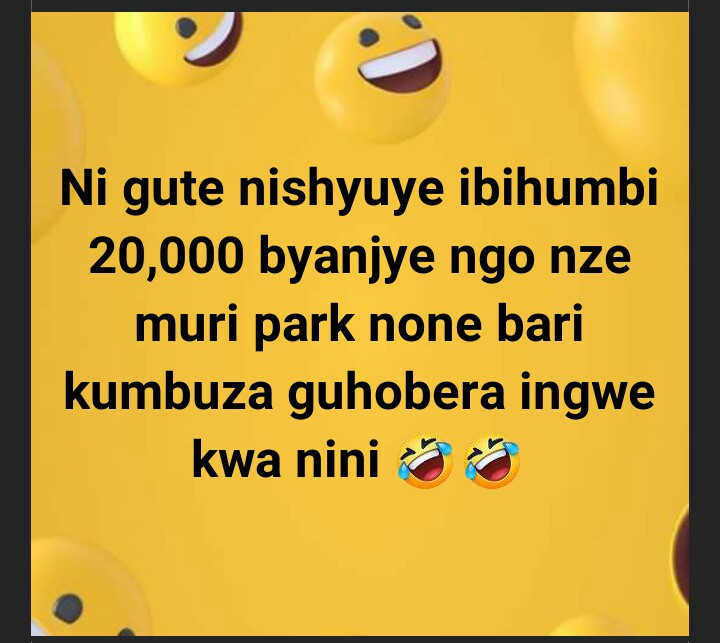 Ni gute nishyuye ibihumbi
20,000 byanjye ngo nze
muri park none bari
kumbuza guhobera ingwe
kwa nini 🤣🤣